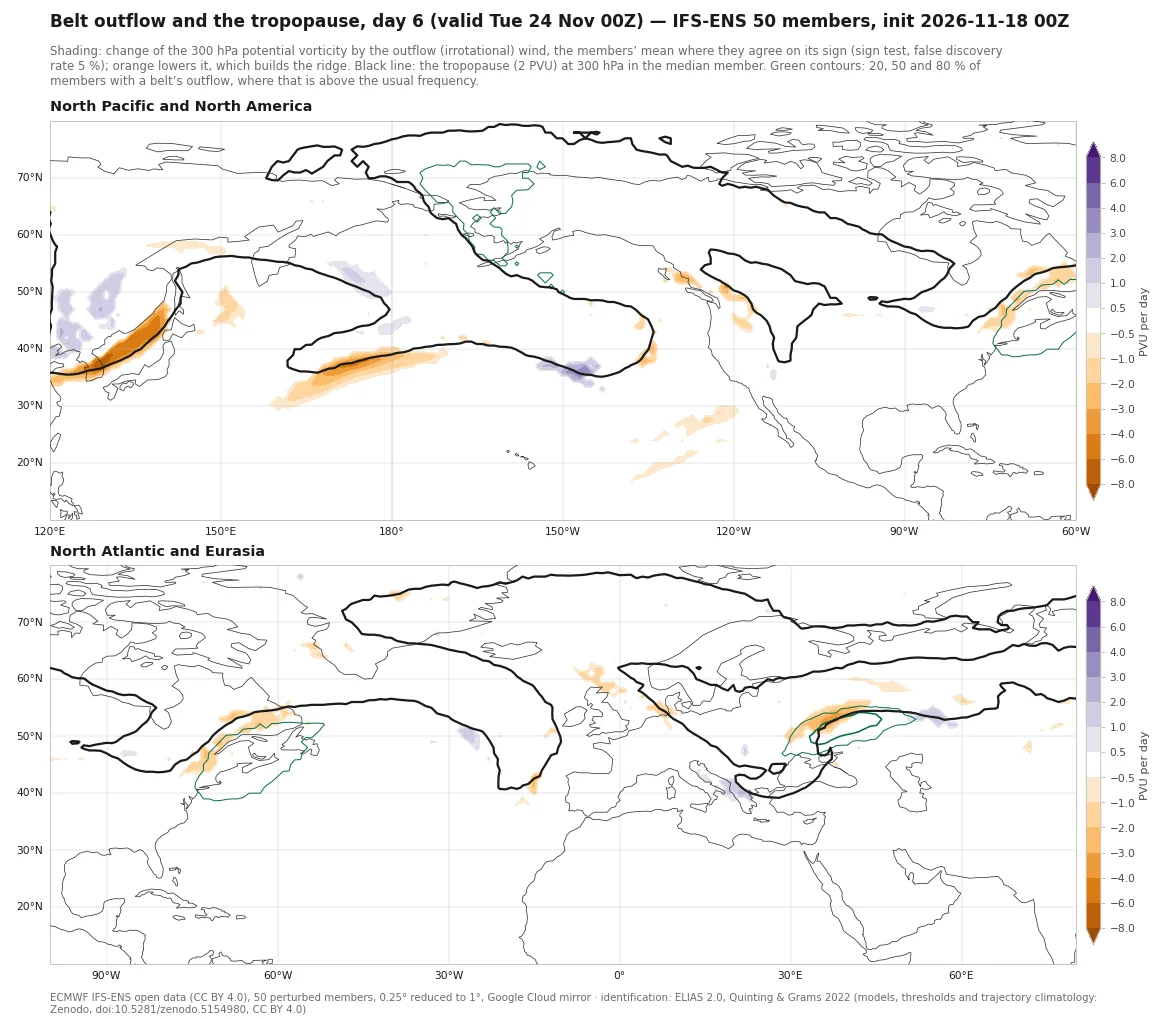 Belt outflow and the tropopause, day 6 (valid Tue 24 Nov 00Z) — IFS-ENS 50 members, init 2026-11-18 00Z
Shading: change of the 300 hPa potential vorticity by the outflow (irrotational) wind, the members’ mean where they agree on its sign (sign test, false discovery
rate 5 %); orange lowers it, which builds the ridge. Black line: the tropopause (2 PVU) at 300 hPa in the median member. Green contours: 20, 50 and 80 % of
members with a belt’s outflow, where that is above the usual frequency.
North Pacific and North America
70°N
60°N
50°N
40°N
30°N
20°N
120°E
150°E
180°
150°W
120°W
90°W
60°W
8.0
6.0
4.0
3.0
2.0
1.0
0.5
−0.5
−1.0
−2.0
−3.0
−4.0
−6.0
−8.0
PVU per day
North Atlantic and Eurasia
70°N
60°N
50°N
40°N
30°N
20°N
90°W
60°W
30°W
0°
30°E
60°E
8.0
6.0
4.0
3.0
2.0
1.0
0.5
−0.5
−1.0
−2.0
−3.0
−4.0
−6.0
−8.0
PVU per day
ECMWF IFS-ENS open data (CC BY 4.0), 50 perturbed members, 0.25° reduced to 1°, Google Cloud mirror · identification: ELIAS 2.0, Quinting & Grams 2022 (models, thresholds and trajectory climatology:
Zenodo, doi:10.5281/zenodo.5154980, CC BY 4.0)